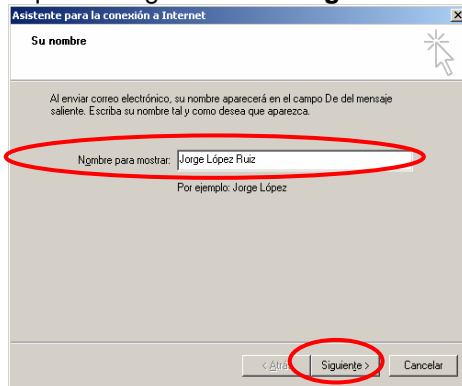 Asistente para la conexión a Internet
Su nombre
Al enviar correo electrónico, su nombre aparecerá en el campo De del mensaje
saliente. Escriba su nombre tal y como desea que aparezca.
Nombre para mostrar: Jorge López Ruiz
Por ejemplo: Jorge López
< Atrás Siguiente > Cancelar